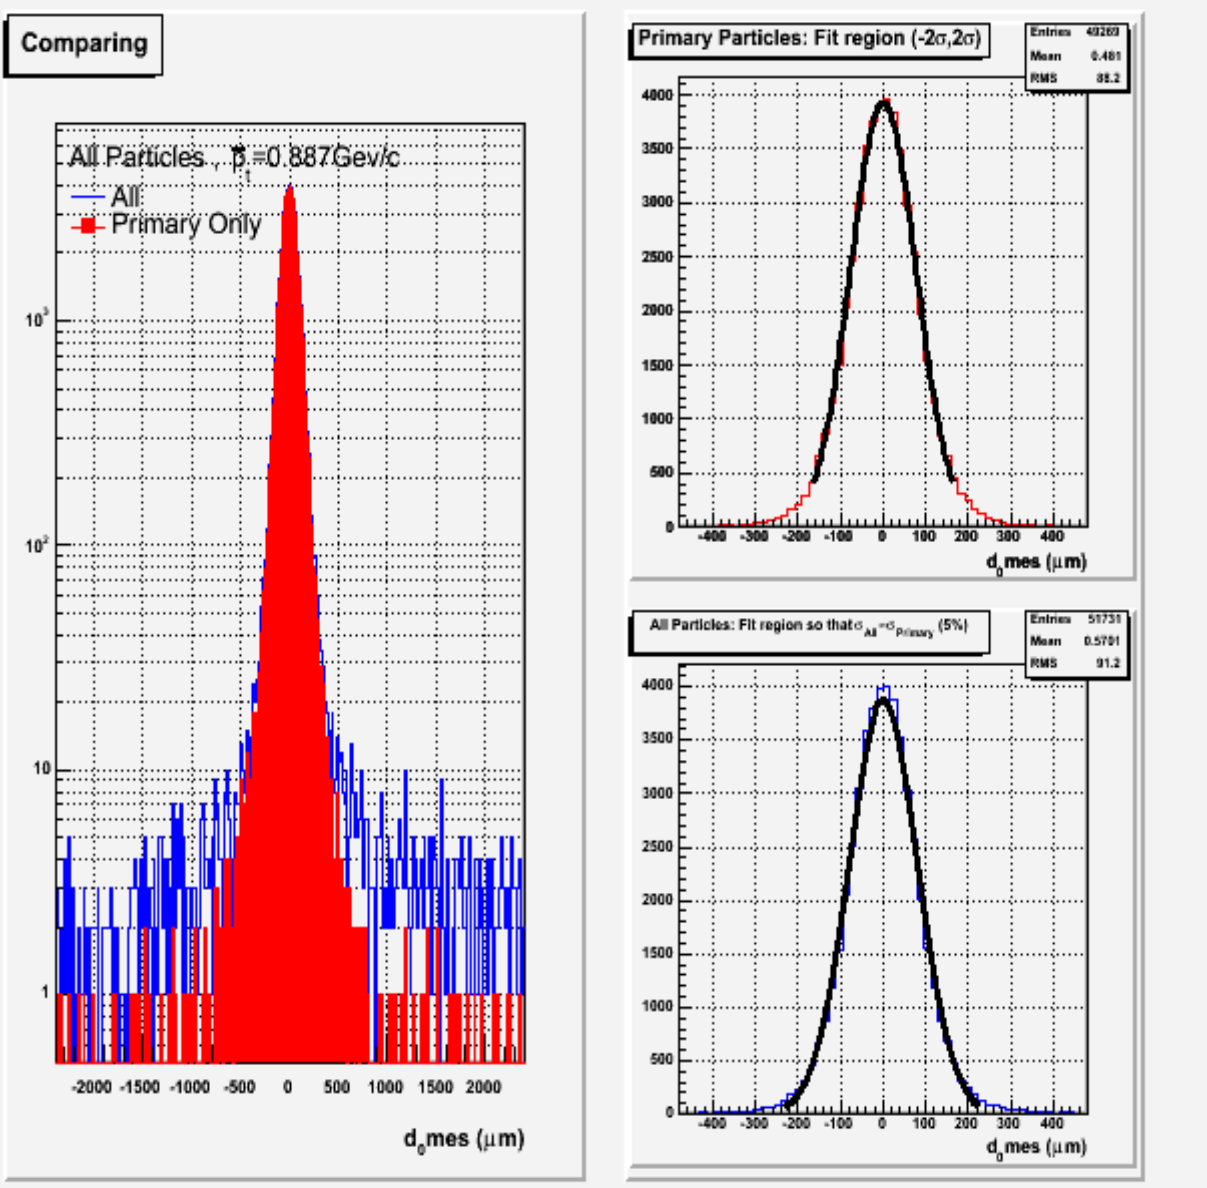 Comparing
All Particles , p̄t=0.887Gev/c
All
Primary Only
10³
10²
10
1
-2000 -1500 -1000 -500 0 500 1000 1500 2000
d₀mes (μm)
Primary Particles: Fit region (-2σ,2σ)
Entries 49269
Mean 0.481
RMS 88.2
4000
3500
3000
2500
2000
1500
1000
500
0
-400 -300 -200 -100 0 100 200 300 400
d₀mes (μm)
All Particles: Fit region so that σAll=σPrimary (5%)
Entries 51731
Mean 0.5701
RMS 91.2
4000
3500
3000
2500
2000
1500
1000
500
0
-400 -300 -200 -100 0 100 200 300 400
d₀mes (μm)